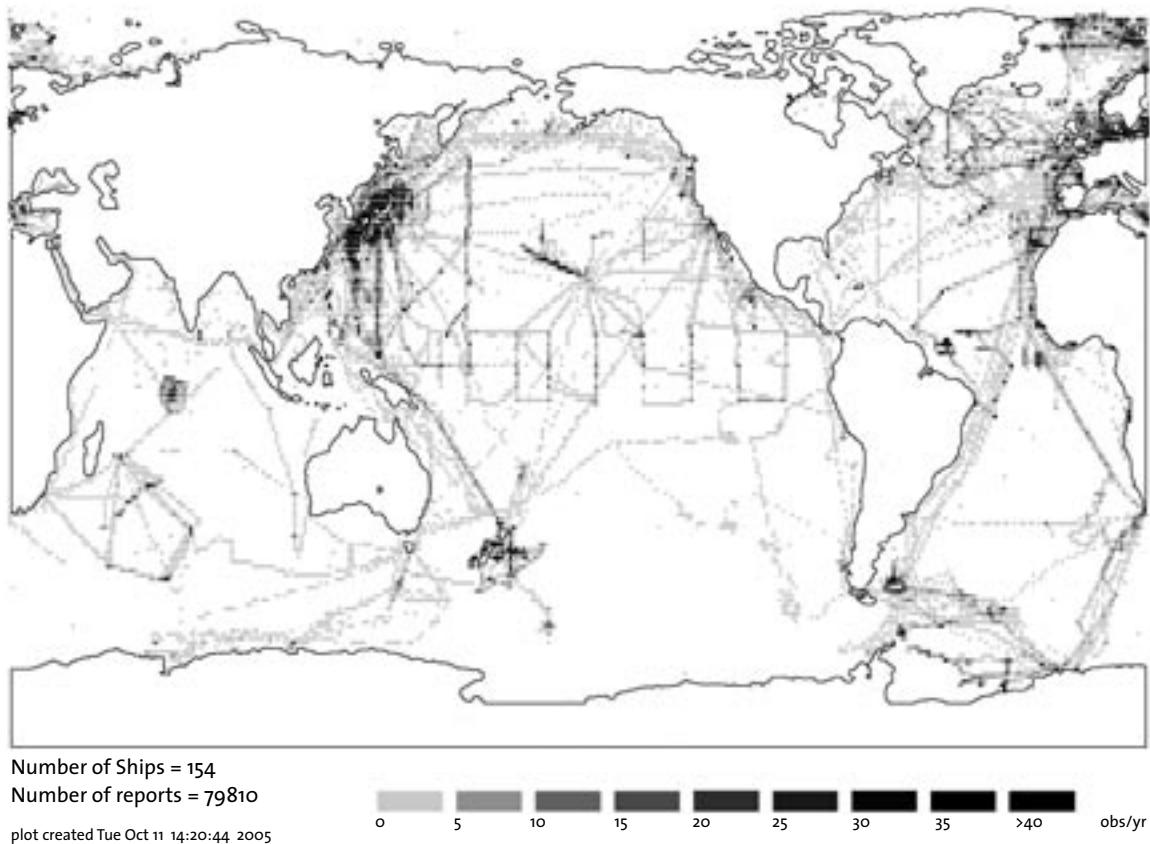 Number of Ships = 154
Number of reports = 79810
plot created Tue Oct 11 14:20:44 2005
0 5 10 15 20 25 30 35 >40 obs/yr